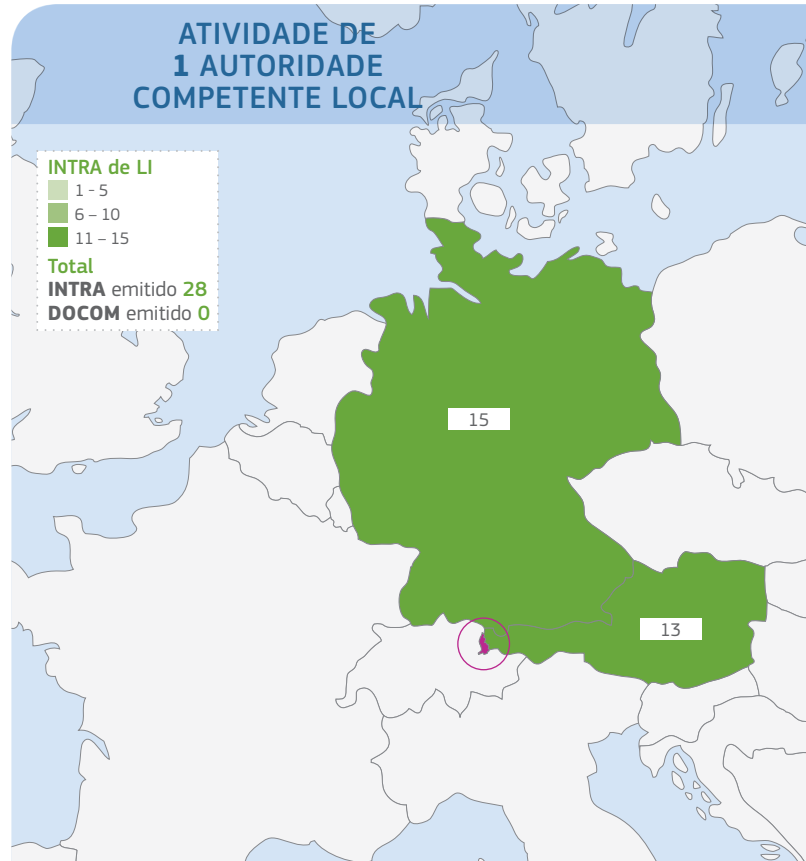 ATIVIDADE DE
1 AUTORIDADE
COMPETENTE LOCAL
INTRA de LI
1 - 5
6 – 10
11 – 15
Total
INTRA emitido 28
DOCOM emitido 0
15
13